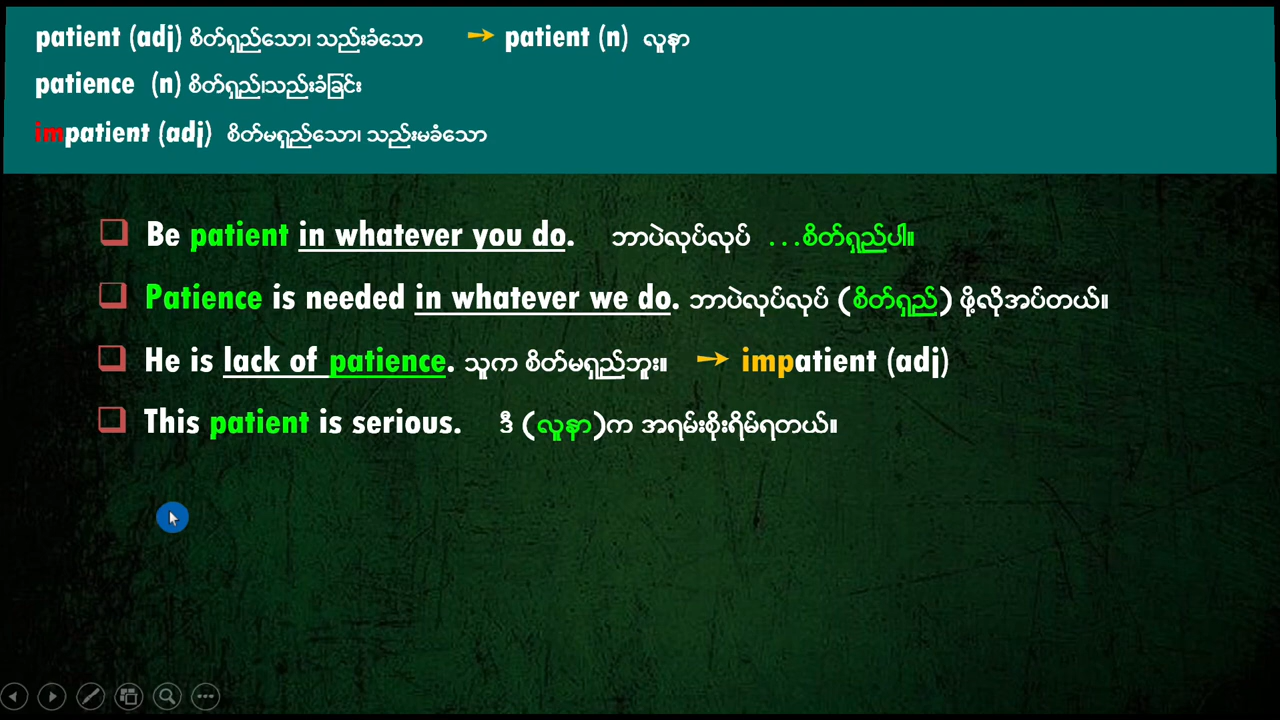 patient (adj) စိတ်ရှည်သော၊ သည်းခံသော → patient (n) လူနာ
patience (n) စိတ်ရှည်၊သည်းခံခြင်း
impatient (adj) စိတ်မရှည်သော၊ သည်းမခံသော
Be patient in whatever you do. ဘာပဲလုပ်လုပ် ...စိတ်ရှည်ပါ။
Patience is needed in whatever we do. ဘာပဲလုပ်လုပ် (စိတ်ရှည်) ဖို့လိုအပ်တယ်။
He is lack of patience. သူက စိတ်မရှည်ဘူး။ → impatient (adj)
This patient is serious. ဒီ (လူနာ)က အရမ်းစိုးရိမ်ရတယ်။